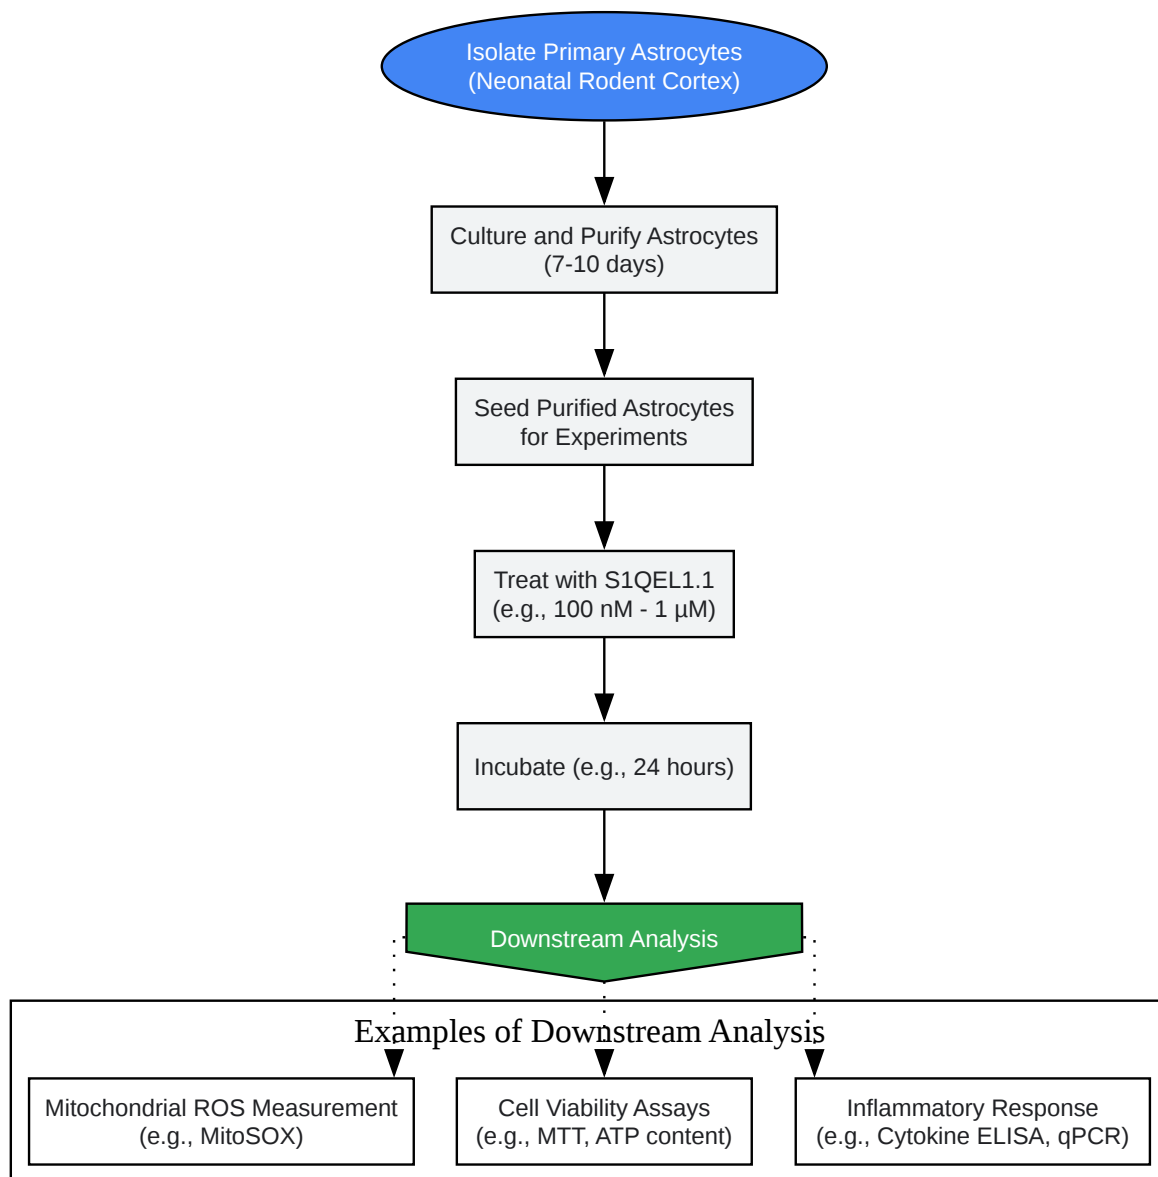 Isolate Primary Astrocytes
(Neonatal Rodent Cortex)
Culture and Purify Astrocytes
(7-10 days)
Seed Purified Astrocytes
for Experiments
Treat with S1QEL1.1
(e.g., 100 nM - 1 µM)
Incubate (e.g., 24 hours)
Downstream Analysis
Examples of Downstream Analysis
Mitochondrial ROS Measurement
(e.g., MitoSOX)
Cell Viability Assays
(e.g., MTT, ATP content)
Inflammatory Response
(e.g., Cytokine ELISA, qPCR)